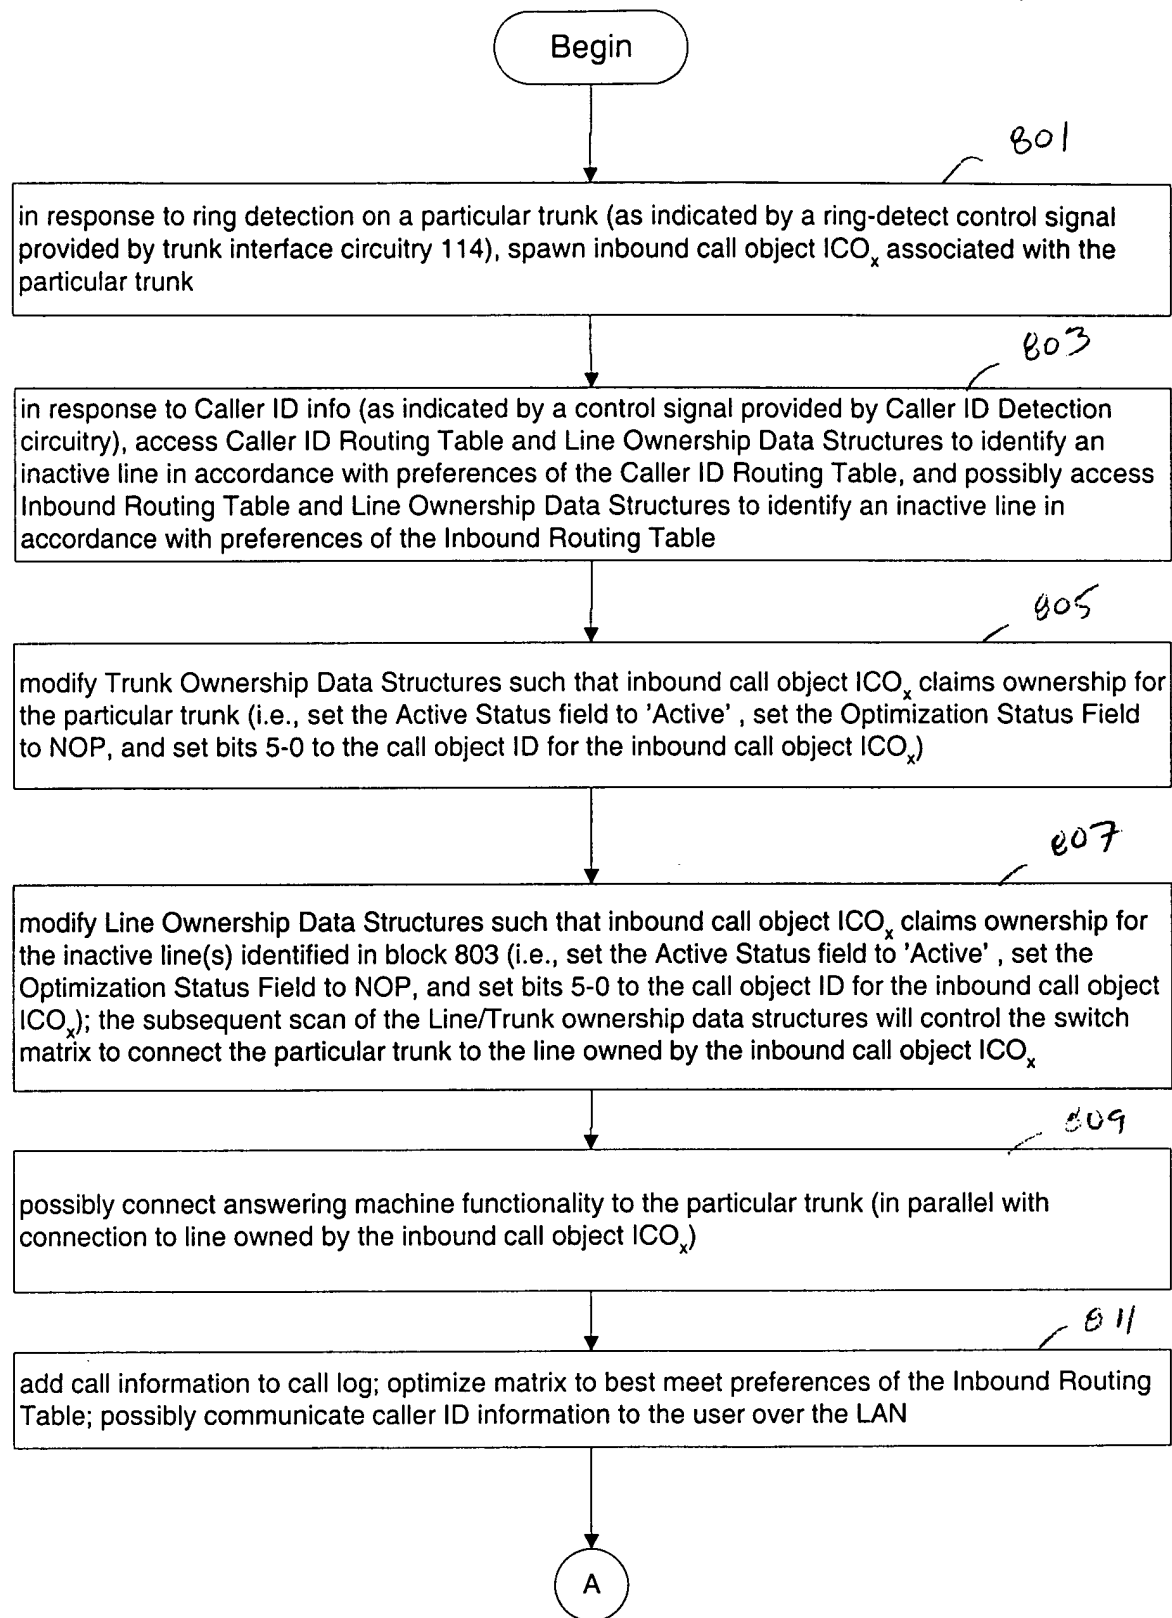 Begin
801
in response to ring detection on a particular trunk (as indicated by a ring-detect control signal
provided by trunk interface circuitry 114), spawn inbound call object ICOx associated with the
particular trunk
803
in response to Caller ID info (as indicated by a control signal provided by Caller ID Detection
circuitry), access Caller ID Routing Table and Line Ownership Data Structures to identify an
inactive line in accordance with preferences of the Caller ID Routing Table, and possibly access
Inbound Routing Table and Line Ownership Data Structures to identify an inactive line in
accordance with preferences of the Inbound Routing Table
805
modify Trunk Ownership Data Structures such that inbound call object ICOx claims ownership for
the particular trunk (i.e., set the Active Status field to 'Active' , set the Optimization Status Field
to NOP, and set bits 5-0 to the call object ID for the inbound call object ICOx)
807
modify Line Ownership Data Structures such that inbound call object ICOx claims ownership for
the inactive line(s) identified in block 803 (i.e., set the Active Status field to 'Active' , set the
Optimization Status Field to NOP, and set bits 5-0 to the call object ID for the inbound call object
ICOx); the subsequent scan of the Line/Trunk ownership data structures will control the switch
matrix to connect the particular trunk to the line owned by the inbound call object ICOx
809
possibly connect answering machine functionality to the particular trunk (in parallel with
connection to line owned by the inbound call object ICOx)
811
add call information to call log; optimize matrix to best meet preferences of the Inbound Routing
Table; possibly communicate caller ID information to the user over the LAN
A